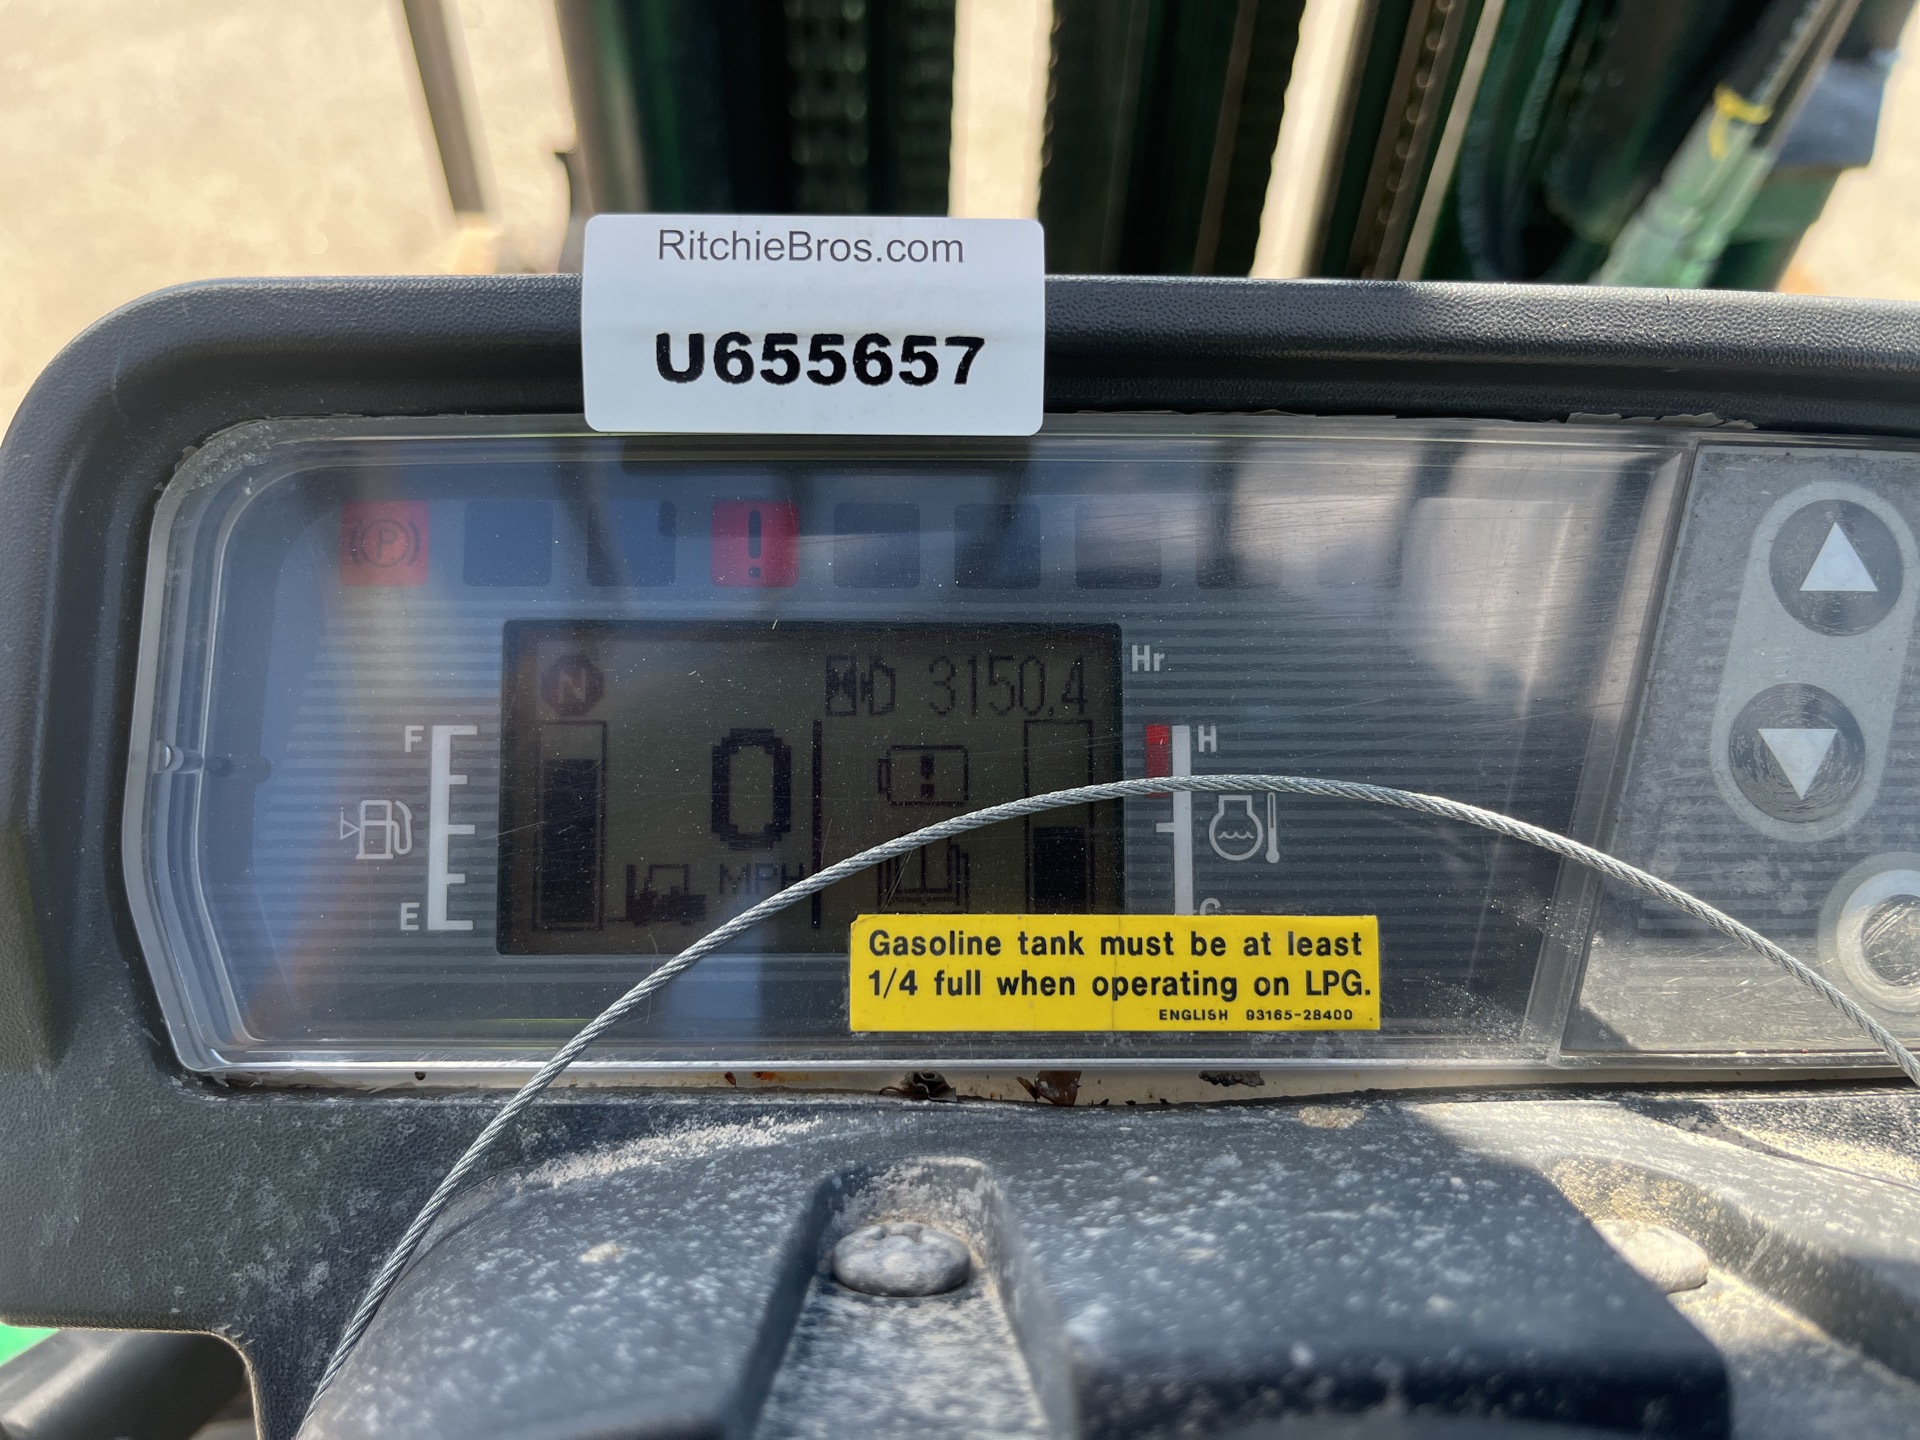 RitchieBros.com
U655657
P !
N 3150.4 Hr
F 0 H
MPH
E C
Gasoline tank must be at least
1/4 full when operating on LPG.
ENGLISH 93165-28400